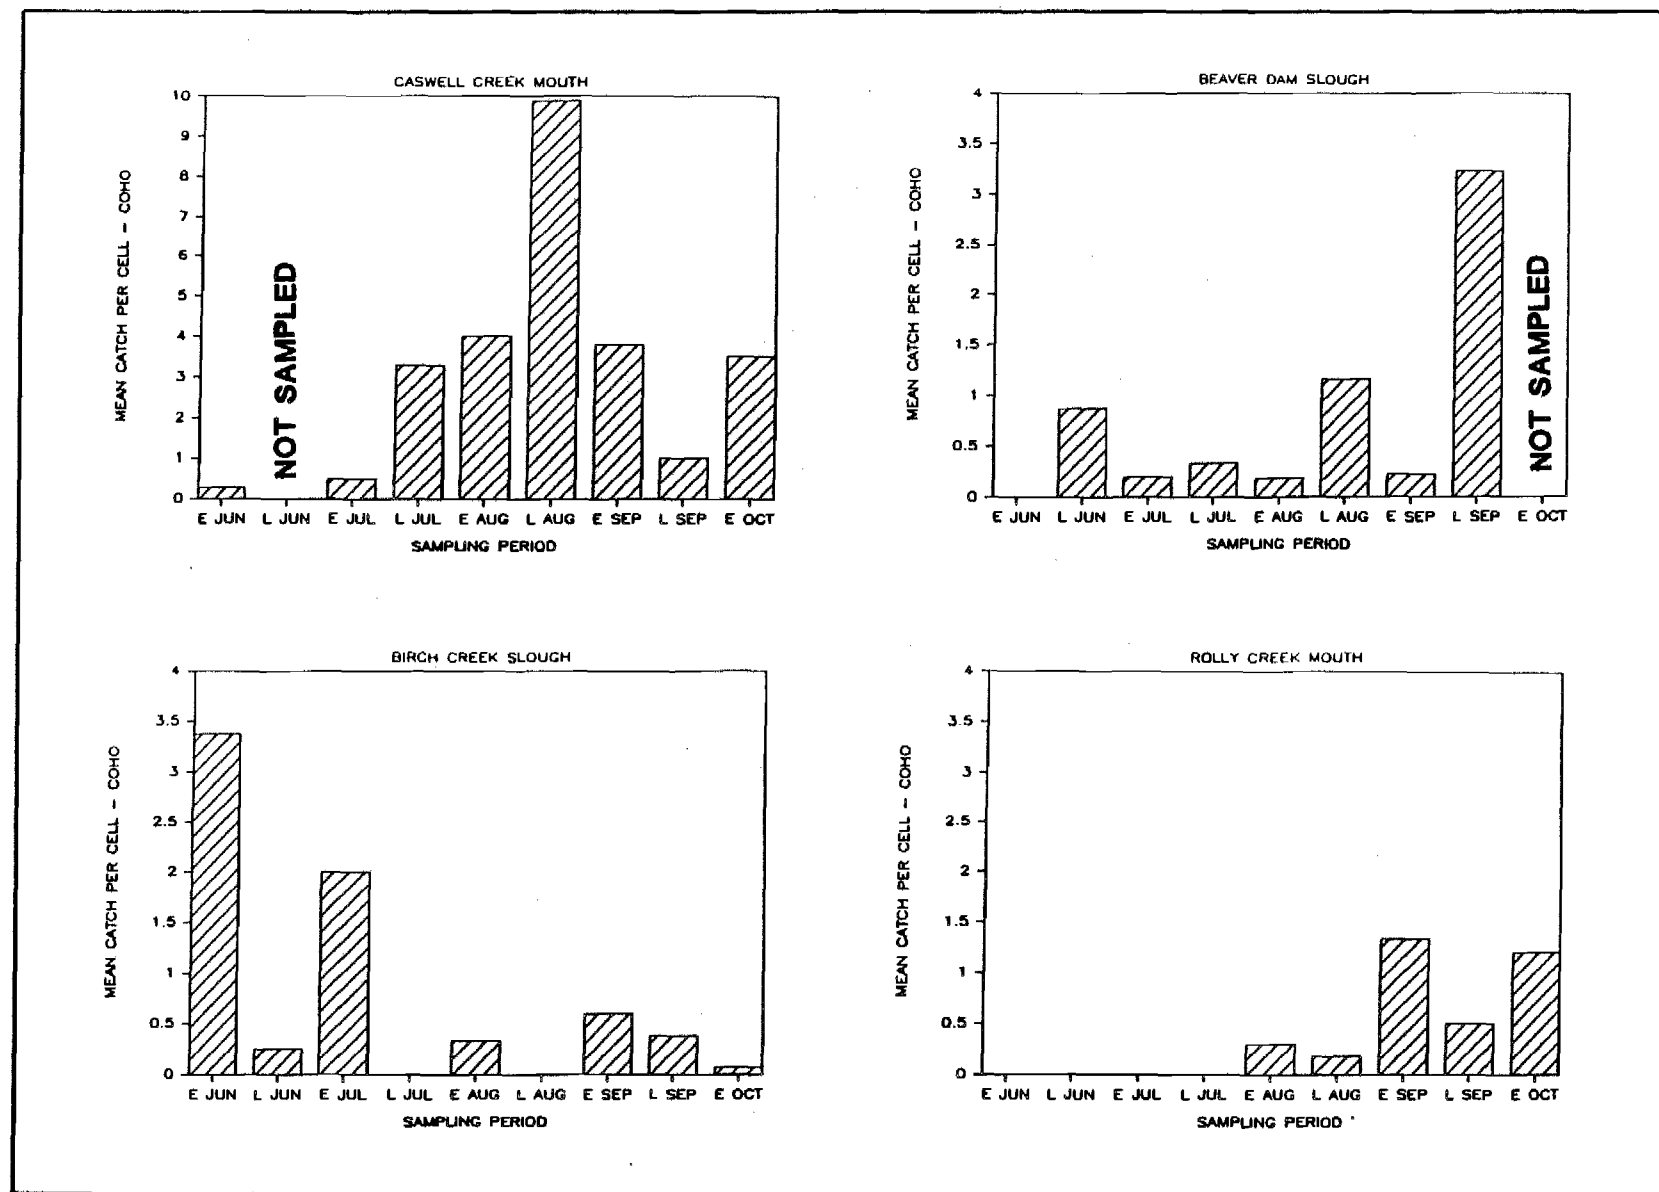 CASWELL CREEK MOUTH
MEAN CATCH PER CELL - COHO
10
9
8
7
6
5
4
3
2
1
0
NOT SAMPLED
E JUN L JUN E JUL L JUL E AUG L AUG E SEP L SEP E OCT
SAMPLING PERIOD
BEAVER DAM SLOUGH
MEAN CATCH PER CELL - COHO
4
3.5
3
2.5
2
1.5
1
0.5
0
NOT SAMPLED
E JUN L JUN E JUL L JUL E AUG L AUG E SEP L SEP E OCT
SAMPLING PERIOD
BIRCH CREEK SLOUGH
MEAN CATCH PER CELL - COHO
4
3.5
3
2.5
2
1.5
1
0.5
0
E JUN L JUN E JUL L JUL E AUG L AUG E SEP L SEP E OCT
SAMPLING PERIOD
ROLLY CREEK MOUTH
MEAN CATCH PER CELL - COHO
4
3.5
3
2.5
2
1.5
1
0.5
0
E JUN L JUN E JUL L JUL E AUG L AUG E SEP L SEP E OCT
SAMPLING PERIOD